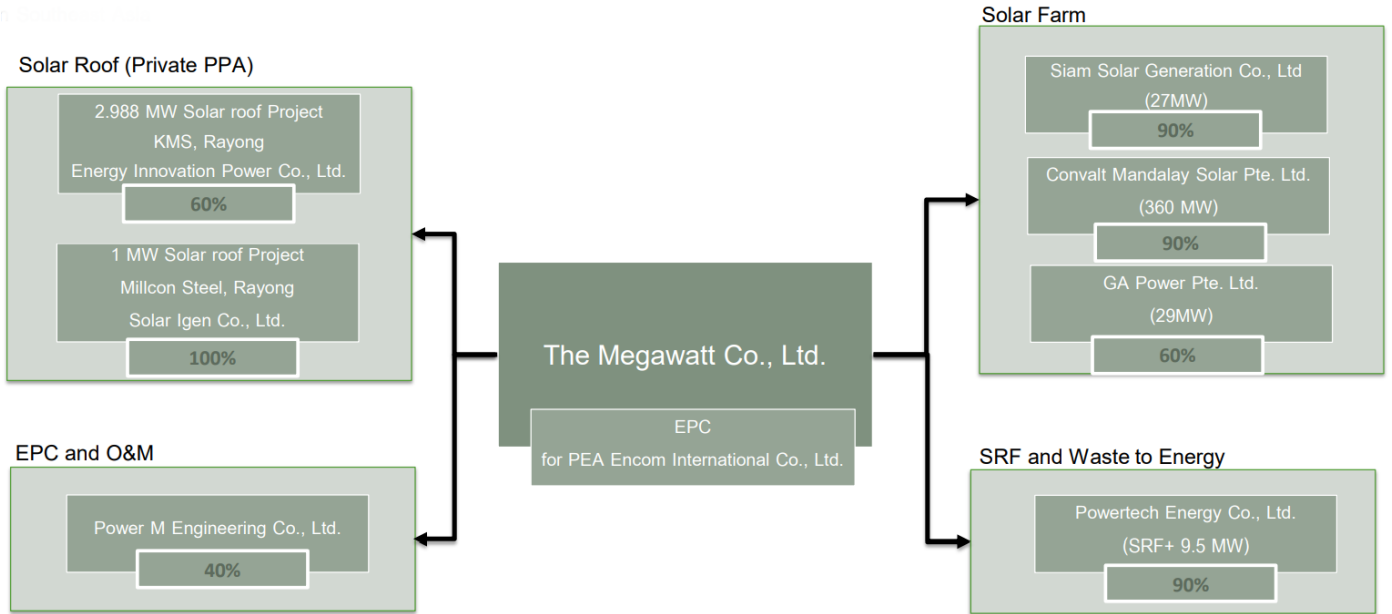 Solar Roof (Private PPA)
2.988 MW Solar roof Project
KMS, Rayong
Energy Innovation Power Co., Ltd.
60%
1 MW Solar roof Project
Millcon Steel, Rayong
Solar Igen Co., Ltd.
100%
EPC and O&M
Power M Engineering Co., Ltd.
40%
The Megawatt Co., Ltd.
EPC
for PEA Encom International Co., Ltd.
Solar Farm
Siam Solar Generation Co., Ltd
(27MW)
90%
Convalt Mandalay Solar Pte. Ltd.
(360 MW)
90%
GA Power Pte. Ltd.
(29MW)
60%
SRF and Waste to Energy
Powertech Energy Co., Ltd.
(SRF+ 9.5 MW)
90%